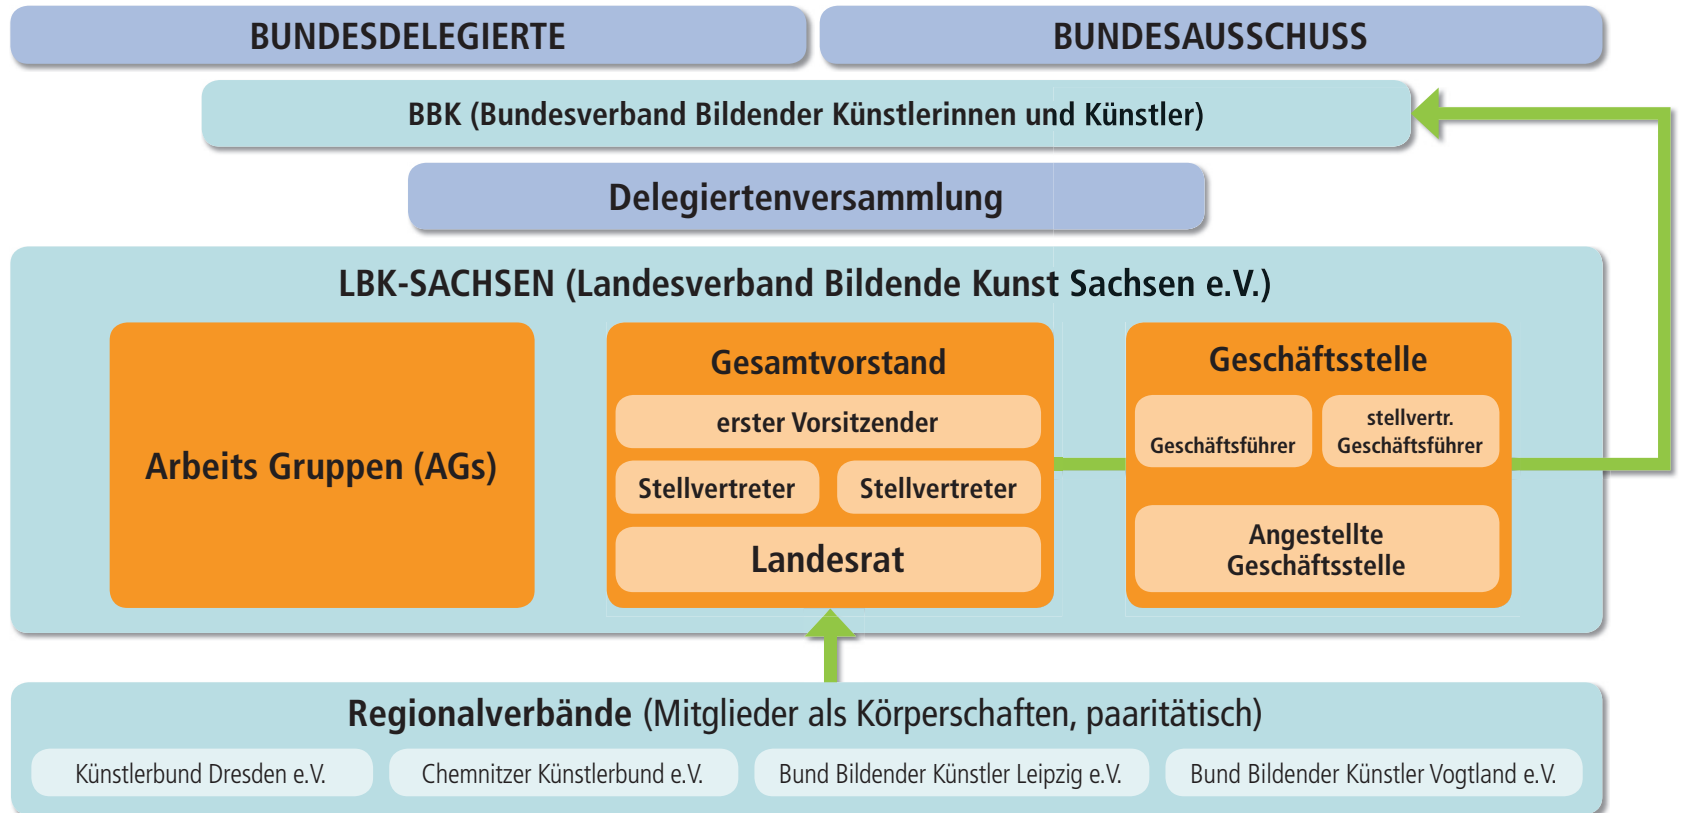 BUNDESDELEGIERTE
BUNDESAUSSCHUSS
BBK (Bundesverband Bildender Künstlerinnen und Künstler)
Delegiertenversammlung
LBK-SACHSEN (Landesverband Bildende Kunst Sachsen e.V.)
Arbeits Gruppen (AGs)
Gesamtvorstand
erster Vorsitzender
Stellvertreter
Stellvertreter
Landesrat
Geschäftsstelle
Geschäftsführer
stellvertr.
Geschäftsführer
Angestellte
Geschäftsstelle
Regionalverbände (Mitglieder als Körperschaften, paaritätisch)
Künstlerbund Dresden e.V.
Chemnitzer Künstlerbund e.V.
Bund Bildender Künstler Leipzig e.V.
Bund Bildender Künstler Vogtland e.V.